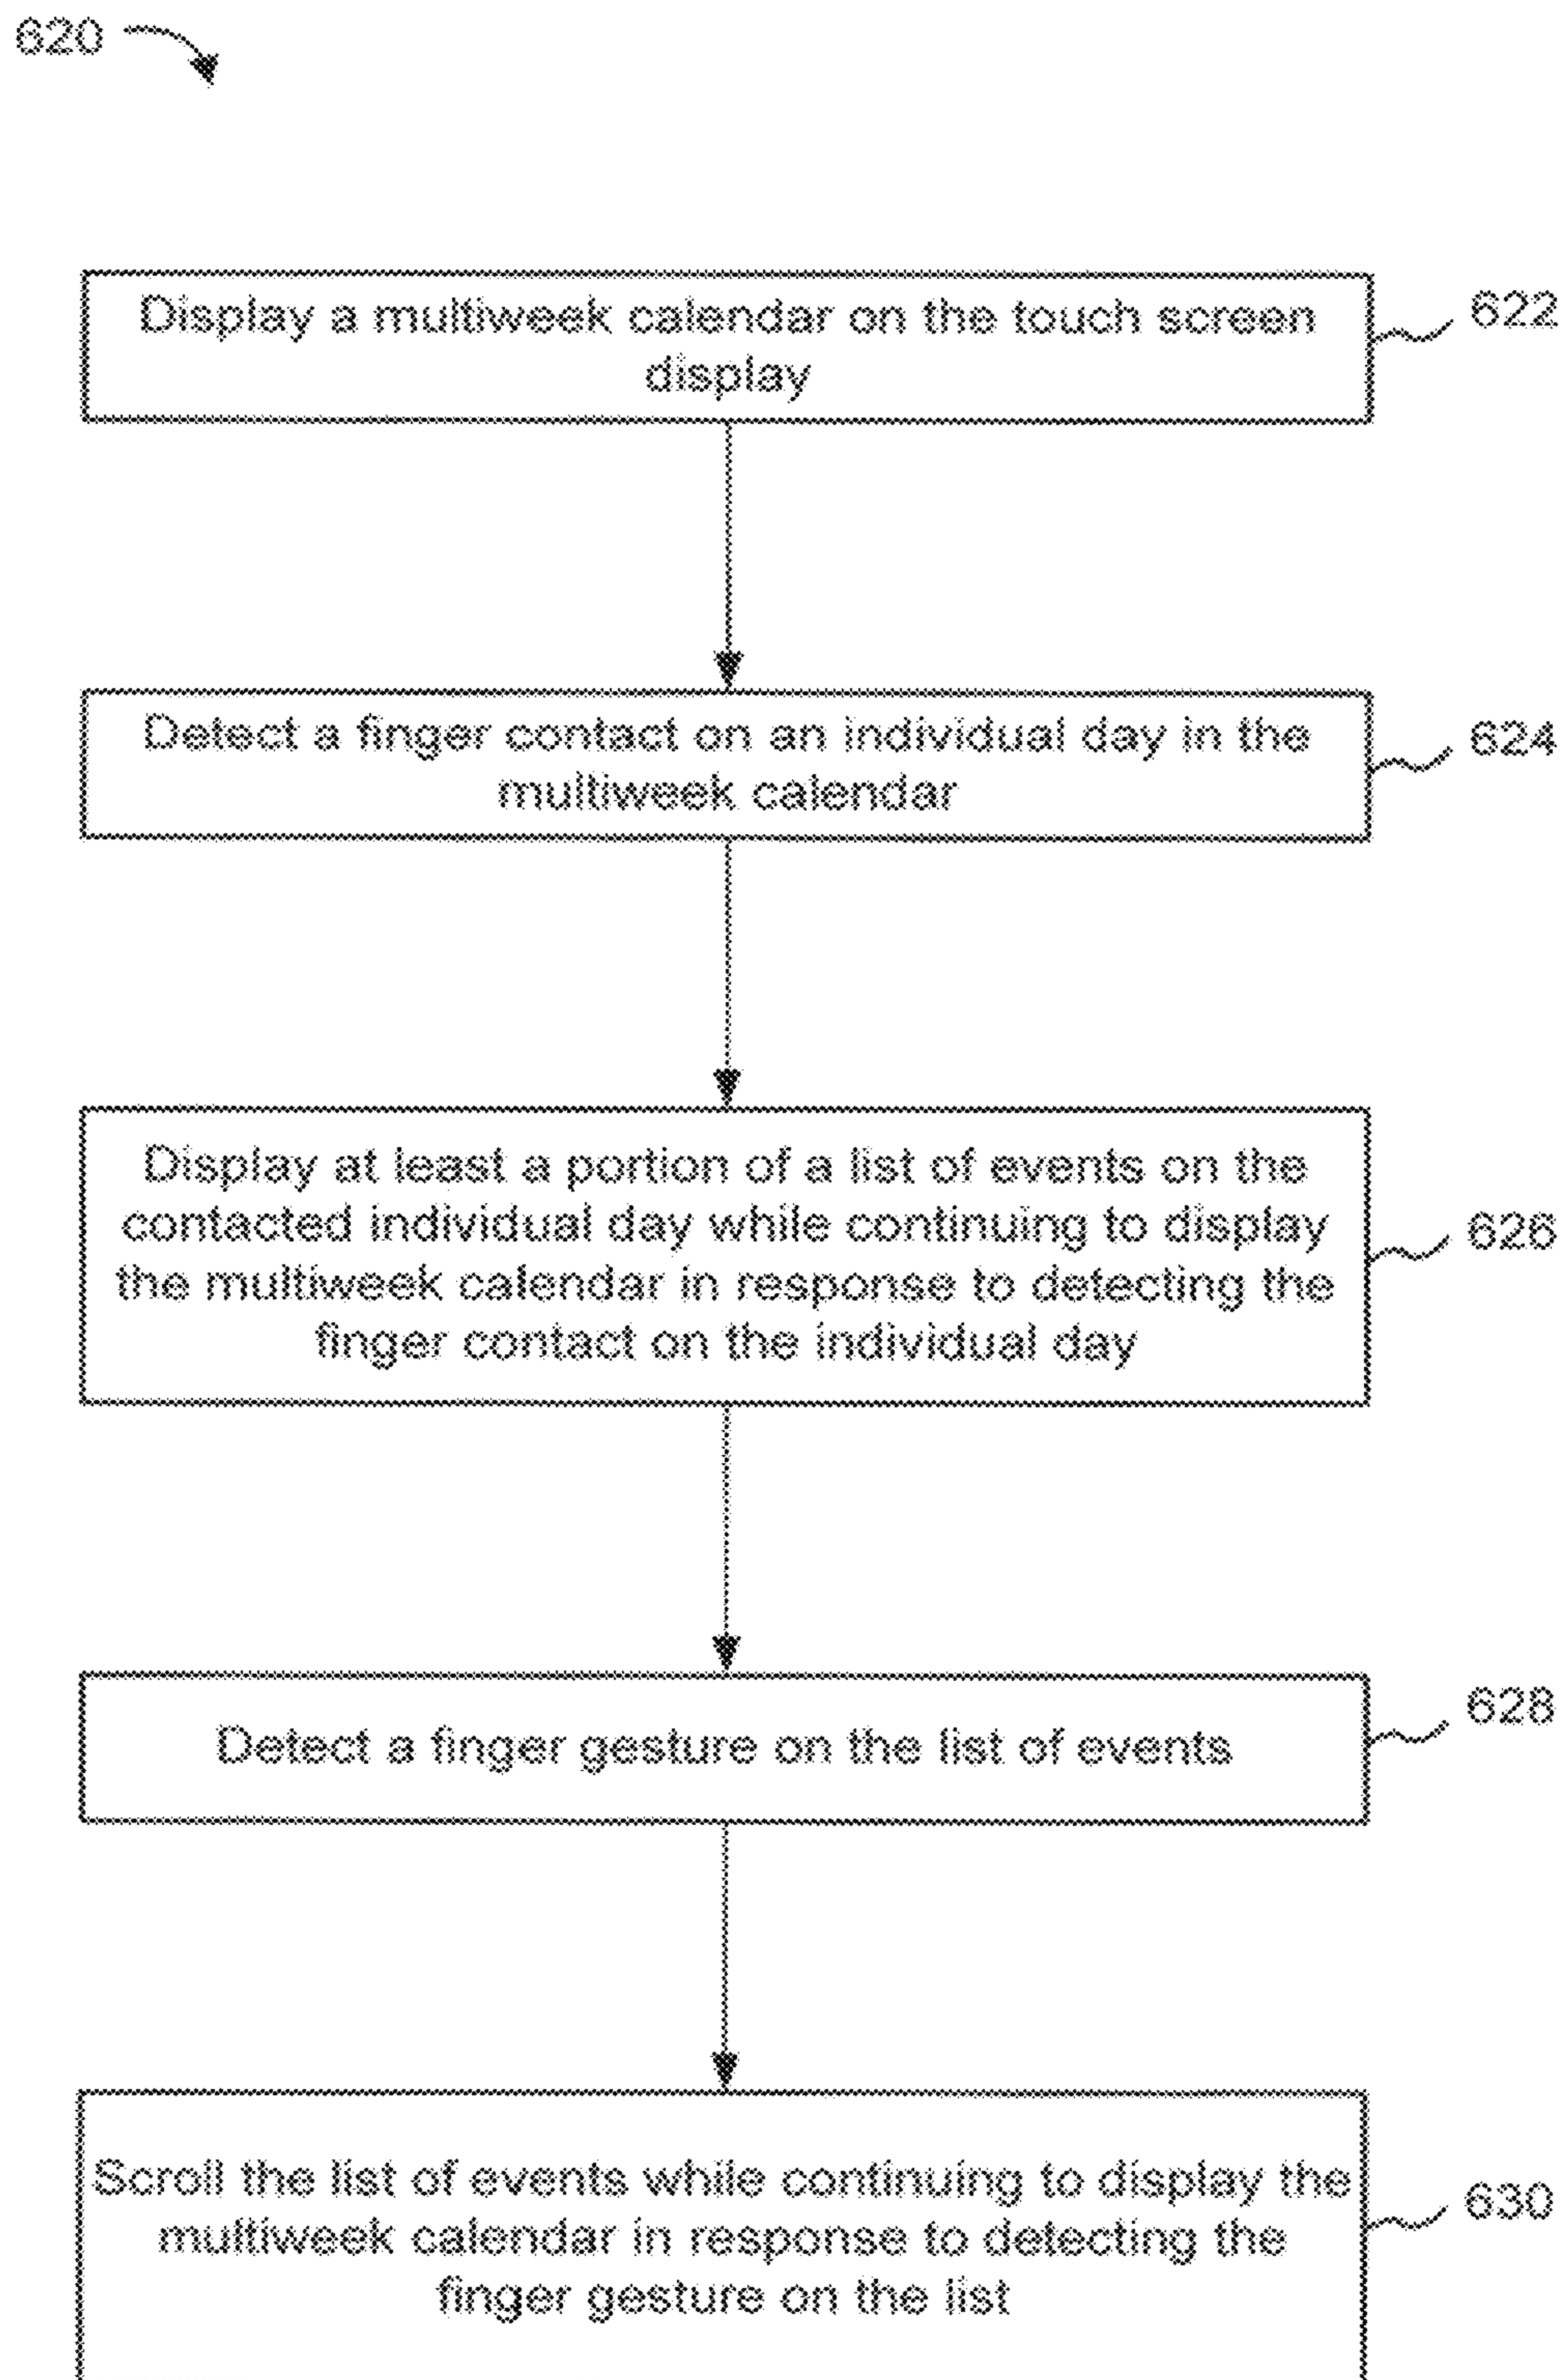 620
Display a multiweek calendar on the touch screen
display
622
Detect a finger contact on an individual day in the
multiweek calendar
624
Display at least a portion of a list of events on the
contacted individual day while continuing to display
the multiweek calendar in response to detecting the
finger contact on the individual day
626
Detect a finger gesture on the list of events
628
Scroll the list of events while continuing to display the
multiweek calendar in response to detecting the
finger gesture on the list
630